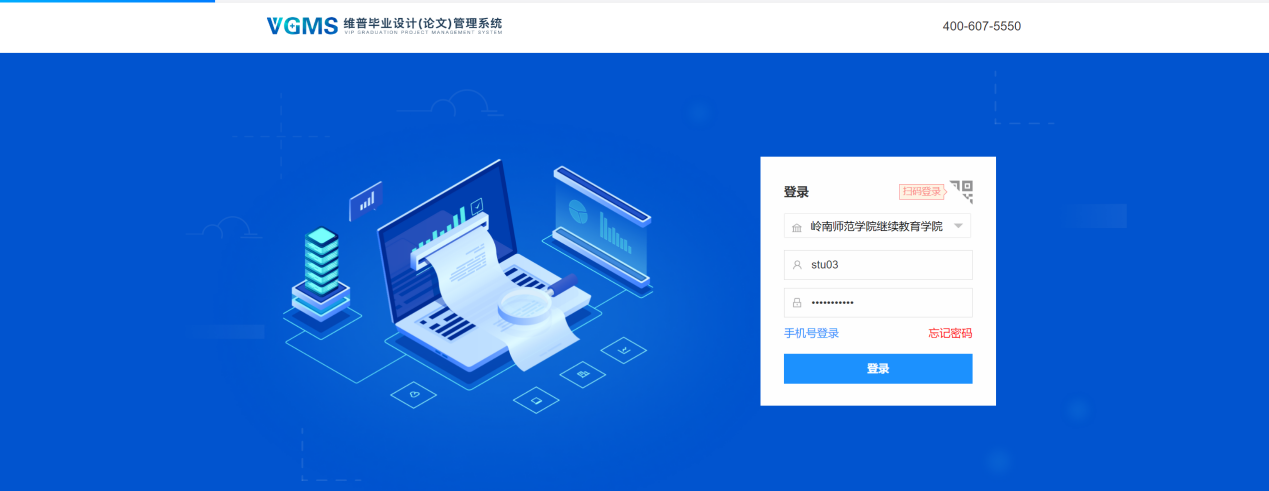 VGMS 维普毕业设计(论文)管理系统
VIP GRADUATION PROJECT MANAGEMENT SYSTEM
400-607-5550
登录
扫码登录
岭南师范学院继续教育学院
stu03
•••••••••••
手机号登录 忘记密码
登录